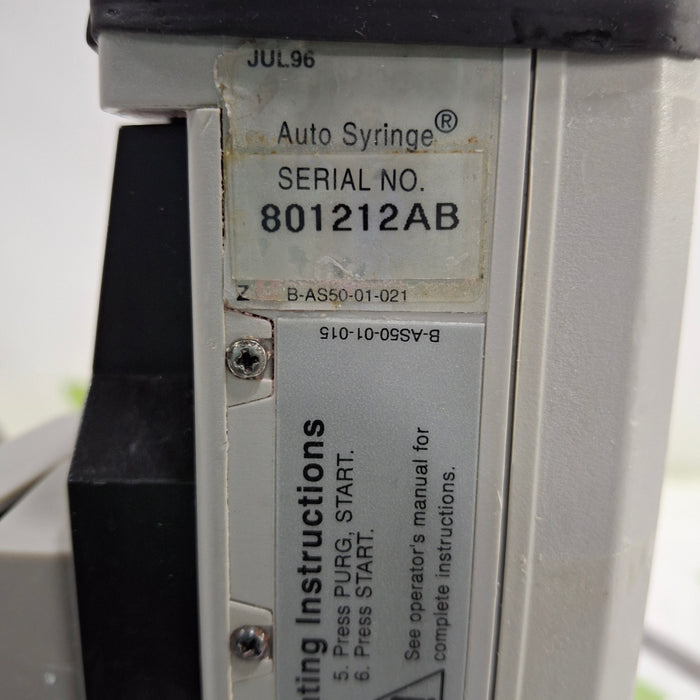 JUL96
Auto Syringe®
SERIAL NO.
801212AB
Z B-AS50-01-021
B-AS50-01-015
Instructions
5. Press PURG, START.
6. Press START.
See operator's manual for
complete instructions.